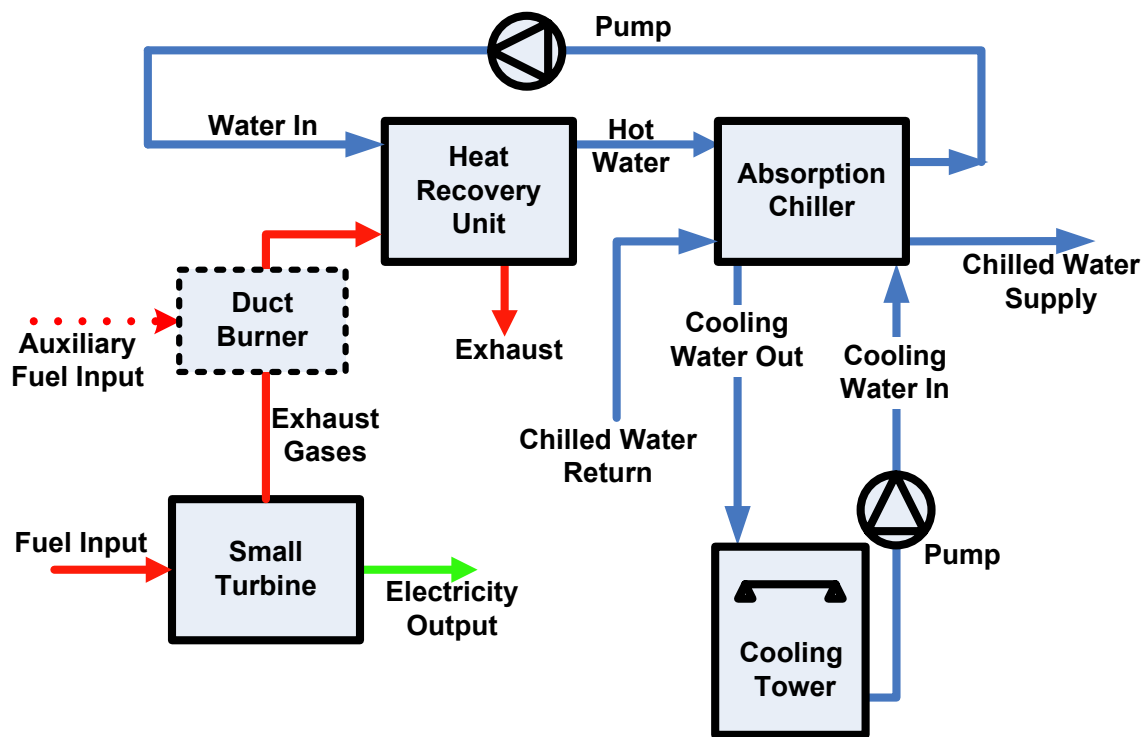 Pump
Water In
Hot
Water
Heat
Recovery
Unit
Absorption
Chiller
Chilled Water
Supply
Duct
Burner
Auxiliary
Fuel Input
Exhaust
Cooling
Water Out
Cooling
Water In
Exhaust
Gases
Chilled Water
Return
Fuel Input
Small
Turbine
Electricity
Output
Pump
Cooling
Tower